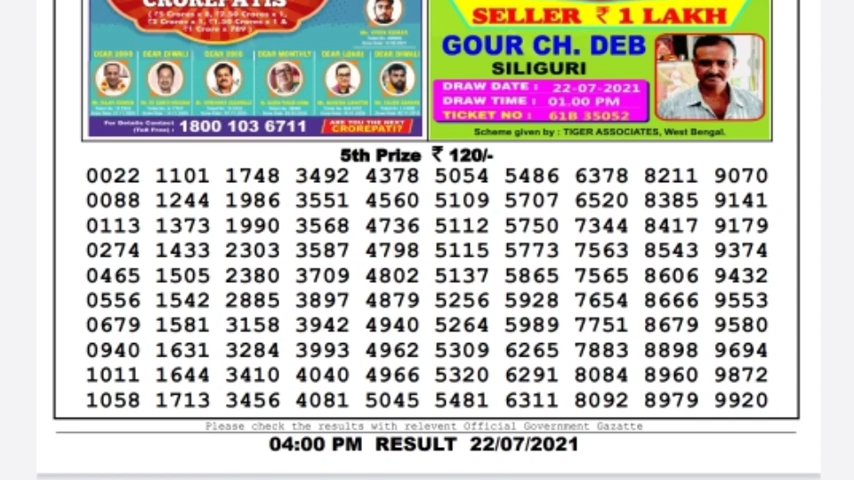 CROREPATIS
SELLER ₹ 1 LAKH
GOUR CH. DEB
SILIGURI
DRAW DATE : 22-07-2021
DRAW TIME : 01.00 PM
TICKET NO : 61B 35052
Scheme given by : TIGER ASSOCIATES, West Bengal.
DEAR DIWALI
DEAR MONTHLY
For Details Contact
(Toll Free) : 1800 103 6711
ARE YOU THE NEXT
CROREPATI?
5th Prize ₹ 120/-
0022 1101 1748 3492 4378 5054 5486 6378 8211 9070
0088 1244 1986 3551 4560 5109 5707 6520 8385 9141
0113 1373 1990 3568 4736 5112 5750 7344 8417 9179
0274 1433 2303 3587 4798 5115 5773 7563 8543 9374
0465 1505 2380 3709 4802 5137 5865 7565 8606 9432
0556 1542 2885 3897 4879 5256 5928 7654 8666 9553
0679 1581 3158 3942 4940 5264 5989 7751 8679 9580
0940 1631 3284 3993 4962 5309 6265 7883 8898 9694
1011 1644 3410 4040 4966 5320 6291 8084 8960 9872
1058 1713 3456 4081 5045 5481 6311 8092 8979 9920
Please check the results with relevent Official Government Gazatte
04:00 PM RESULT 22/07/2021